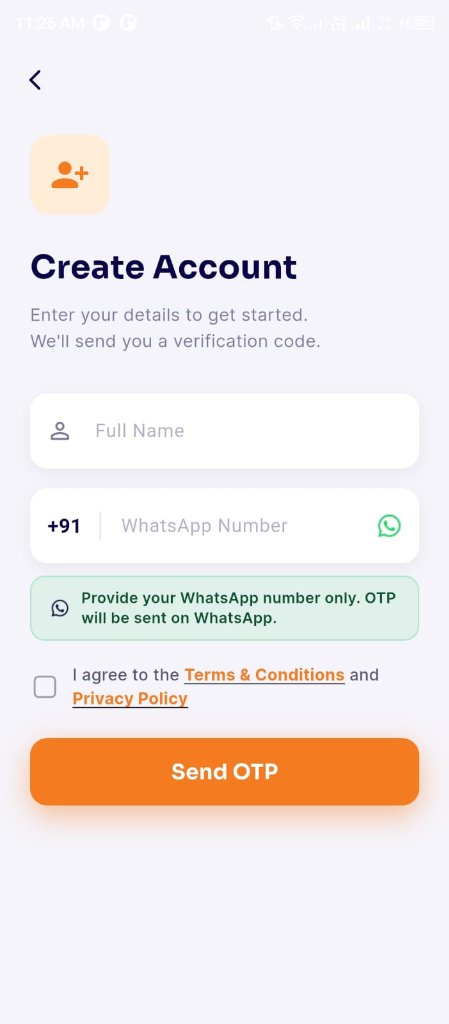 11:26 AM
Create Account
Enter your details to get started.
We'll send you a verification code.
Full Name
+91 WhatsApp Number
Provide your WhatsApp number only. OTP
will be sent on WhatsApp.
I agree to the Terms & Conditions and
Privacy Policy
Send OTP